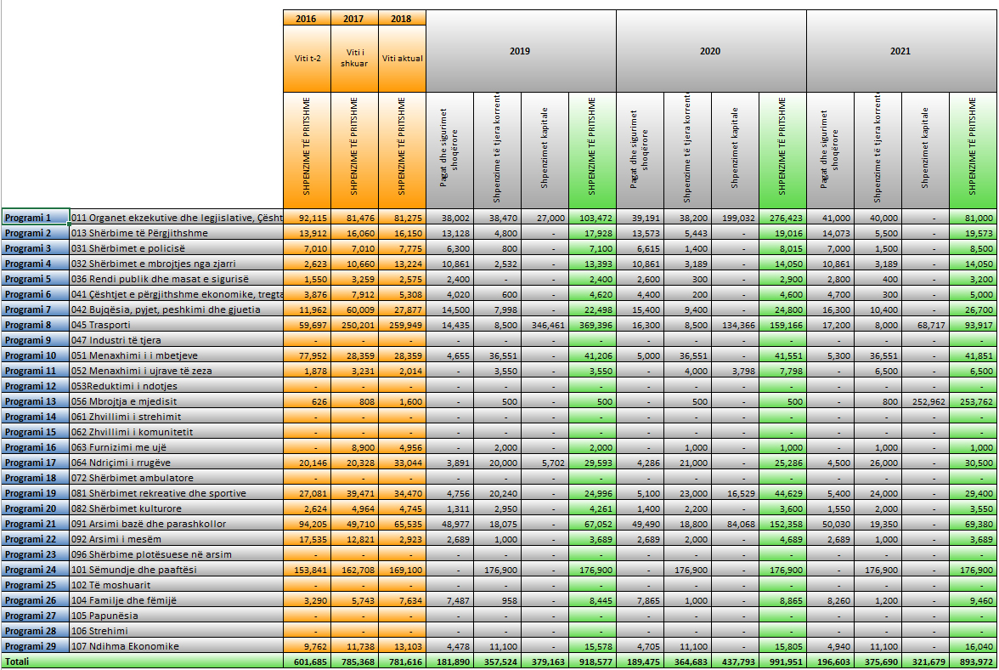 2016 2017 2018 2019 2020 2021
Viti t-2 Viti i shkuar Viti aktual
SHPENZIME TË PRITSHME SHPENZIME TË PRITSHME SHPENZIME TË PRITSHME Pagat dhe sigurimet shoqërore Shpenzime të tjera korrent Shpenzimet kapitale SHPENZIME TË PRITSHME Pagat dhe sigurimet shoqërore Shpenzime të tjera korrent Shpenzimet kapitale SHPENZIME TË PRITSHME Pagat dhe sigurimet shoqërore Shpenzime të tjera korrent Shpenzimet kapitale SHPENZIME TË PRITSHME
Programi 1 011 Organet ekzekutive dhe legjislative, Çësht 92,115 81,476 81,275 38,002 38,470 27,000 103,472 39,191 38,200 199,032 276,423 41,000 40,000 - 81,000
Programi 2 013 Shërbime të Përgjithshme 13,912 16,060 16,150 13,128 4,800 - 17,928 13,573 5,443 - 19,016 14,073 5,500 - 19,573
Programi 3 031 Shërbimet e policisë 7,010 7,010 7,775 6,300 800 - 7,100 6,615 1,400 - 8,015 7,000 1,500 - 8,500
Programi 4 032 Shërbimet e mbrojtjes nga zjarri 2,623 10,660 13,224 10,861 2,532 - 13,393 10,861 3,189 - 14,050 10,861 3,189 - 14,050
Programi 5 036 Rendi publik dhe masat e sigurisë 1,550 3,259 2,575 2,400 - - 2,400 2,600 300 - 2,900 2,800 400 - 3,200
Programi 6 041 Çështjet e përgjithshme ekonomike, tregta 3,876 7,912 5,308 4,020 600 - 4,620 4,400 200 - 4,600 4,700 300 - 5,000
Programi 7 042 Bujqësia, pyjet, peshkimi dhe gjuetia 11,962 60,009 27,877 14,500 7,998 - 22,498 15,400 9,400 - 24,800 16,300 10,400 - 26,700
Programi 8 045 Trasporti 59,697 250,201 259,949 14,435 8,500 346,461 369,396 16,300 8,500 134,366 159,166 17,200 8,000 68,717 93,917
Programi 9 047 Industri të tjera - - - - - - - - - - - - - - -
Programi 10 051 Menaxhimi i i mbetjeve 77,952 28,359 28,359 4,655 36,551 - 41,206 5,000 36,551 - 41,551 5,300 36,551 - 41,851
Programi 11 052 Menaxhimi i ujrave të zeza 1,878 3,231 2,014 - 3,550 - 3,550 - 4,000 3,798 7,798 - 6,500 - 6,500
Programi 12 053Reduktimi i ndotjes - - - - - - - - - - - - - - -
Programi 13 056 Mbrojtja e mjedisit 626 808 1,600 - 500 - 500 - 500 - 500 - 800 252,962 253,762
Programi 14 061 Zhvillimi i strehimit - - - - - - - - - - - - - - -
Programi 15 062 Zhvillimi i komunitetit - - - - - - - - - - - - - - -
Programi 16 063 Furnizimi me ujë - 8,900 4,956 - 2,000 - 2,000 - 1,000 - 1,000 - 1,000 - 1,000
Programi 17 064 Ndriçimi i rrugëve 20,146 20,328 33,044 3,891 20,000 5,702 29,593 4,286 21,000 - 25,286 4,500 26,000 - 30,500
Programi 18 072 Shërbimet ambulatore - - - - - - - - - - - - - - -
Programi 19 081 Shërbimet rekreative dhe sportive 27,081 39,471 34,470 4,756 20,240 - 24,996 5,100 23,000 16,529 44,629 5,400 24,000 - 29,400
Programi 20 082 Shërbimet kulturore 2,624 4,964 4,745 1,311 2,950 - 4,261 1,400 2,200 - 3,600 1,550 2,000 - 3,550
Programi 21 091 Arsimi bazë dhe parashkollor 94,205 49,710 65,535 48,977 18,075 - 67,052 49,490 18,800 84,068 152,358 50,030 19,350 - 69,380
Programi 22 092 Arsimi i mesëm 17,535 12,821 2,923 2,689 1,000 - 3,689 2,689 2,000 - 4,689 2,689 1,000 - 3,689
Programi 23 096 Shërbime plotësuese në arsim - - - - - - - - - - - - - - -
Programi 24 101 Sëmundje dhe paaftësi 153,841 162,708 169,100 - 176,900 - 176,900 - 176,900 - 176,900 - 176,900 - 176,900
Programi 25 102 Të moshuarit - - - - - - - - - - - - - - -
Programi 26 104 Familje dhe fëmijë 3,290 5,743 7,634 7,487 958 - 8,445 7,865 1,000 - 8,865 8,260 1,200 - 9,460
Programi 27 105 Papunësia - - - - - - - - - - - - - - -
Programi 28 106 Strehimi - - - - - - - - - - - - - - -
Programi 29 107 Ndihma Ekonomike 9,762 11,738 13,103 4,478 11,100 - 15,578 4,705 11,100 - 15,805 4,940 11,100 - 16,040
Totali 601,685 785,368 781,616 181,890 357,524 379,163 918,577 189,475 364,683 437,793 991,951 196,603 375,690 321,679 893,972